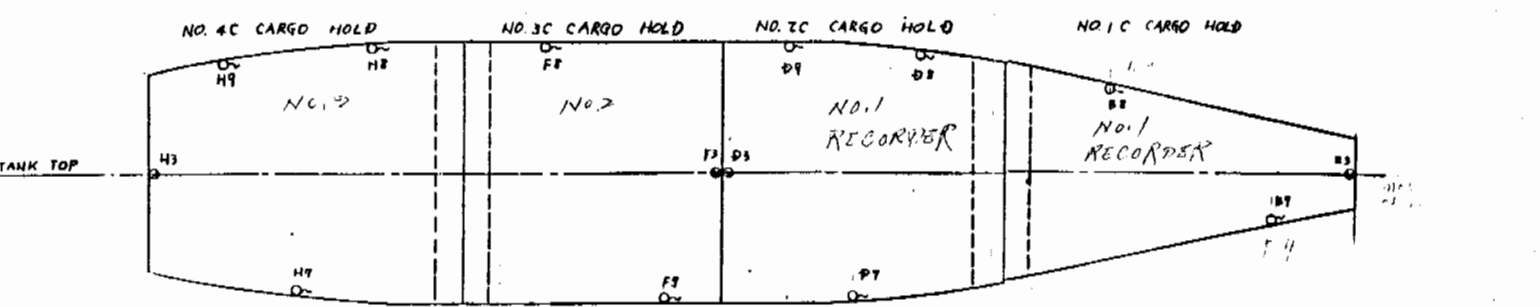 NO. 4C CARGO HOLD
NO. 3C CARGO HOLD
NO. 2C CARGO HOLD
NO. 1C CARGO HOLD
H9
H8
F8
D9
D8
B8
NO. 2
NO. 1
RECORDER
NO. 1
RECORDER
TANK TOP
H3
F3
D3
B3
B9
H7
F9
D7